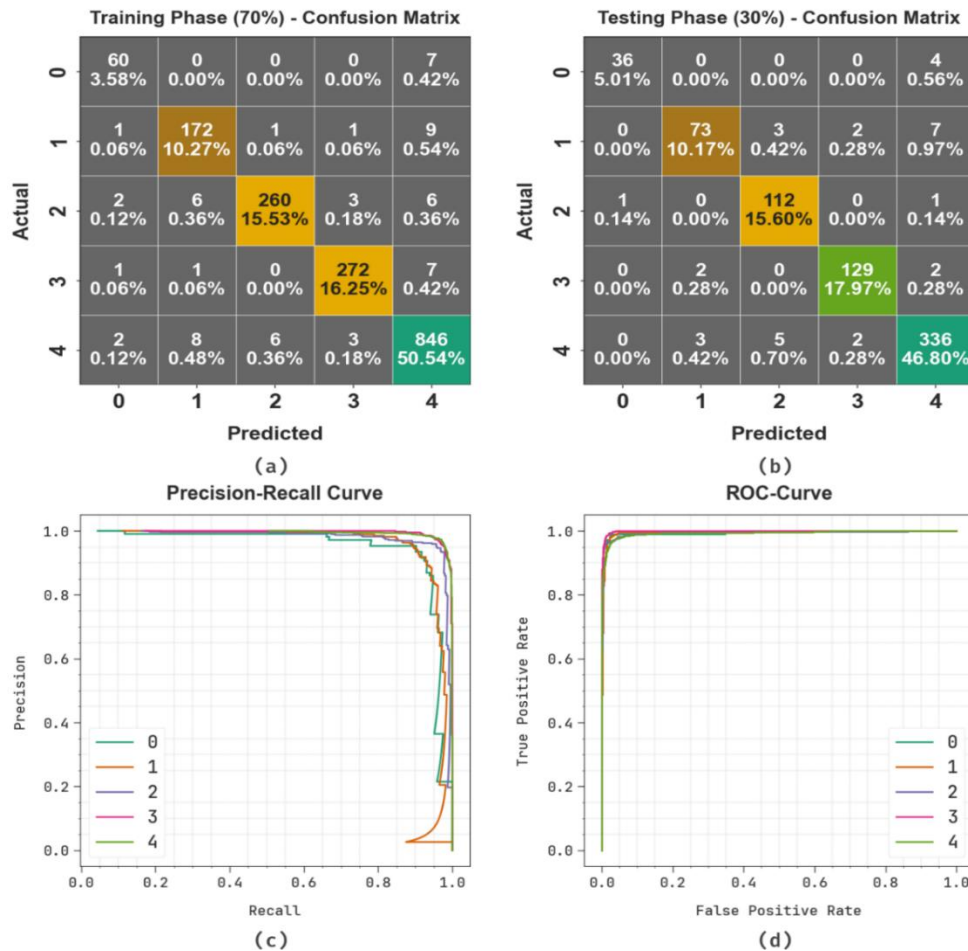 Training Phase (70%) - Confusion Matrix
Actual
0
60 0 0 0 7
3.58% 0.00% 0.00% 0.00% 0.42%
1
1 172 1 1 9
0.06% 10.27% 0.06% 0.06% 0.54%
2
2 6 260 3 6
0.12% 0.36% 15.53% 0.18% 0.36%
3
1 1 0 272 7
0.06% 0.06% 0.00% 16.25% 0.42%
4
2 8 6 3 846
0.12% 0.48% 0.36% 0.18% 50.54%
0 1 2 3 4
Predicted
(a)
Testing Phase (30%) - Confusion Matrix
Actual
0
36 0 0 0 4
5.01% 0.00% 0.00% 0.00% 0.56%
1
0 73 3 2 7
0.00% 10.17% 0.42% 0.28% 0.97%
2
1 0 112 0 1
0.14% 0.00% 15.60% 0.00% 0.14%
3
0 2 0 129 2
0.00% 0.28% 0.00% 17.97% 0.28%
4
0 3 5 2 336
0.00% 0.42% 0.70% 0.28% 46.80%
0 1 2 3 4
Predicted
(b)
Precision-Recall Curve
Precision
1.0
0.8
0.6
0.4
0.2
0.0
0
1
2
3
4
0.0 0.2 0.4 0.6 0.8 1.0
Recall
(c)
ROC-Curve
True Positive Rate
1.0
0.8
0.6
0.4
0.2
0.0
0
1
2
3
4
0.0 0.2 0.4 0.6 0.8 1.0
False Positive Rate
(d)